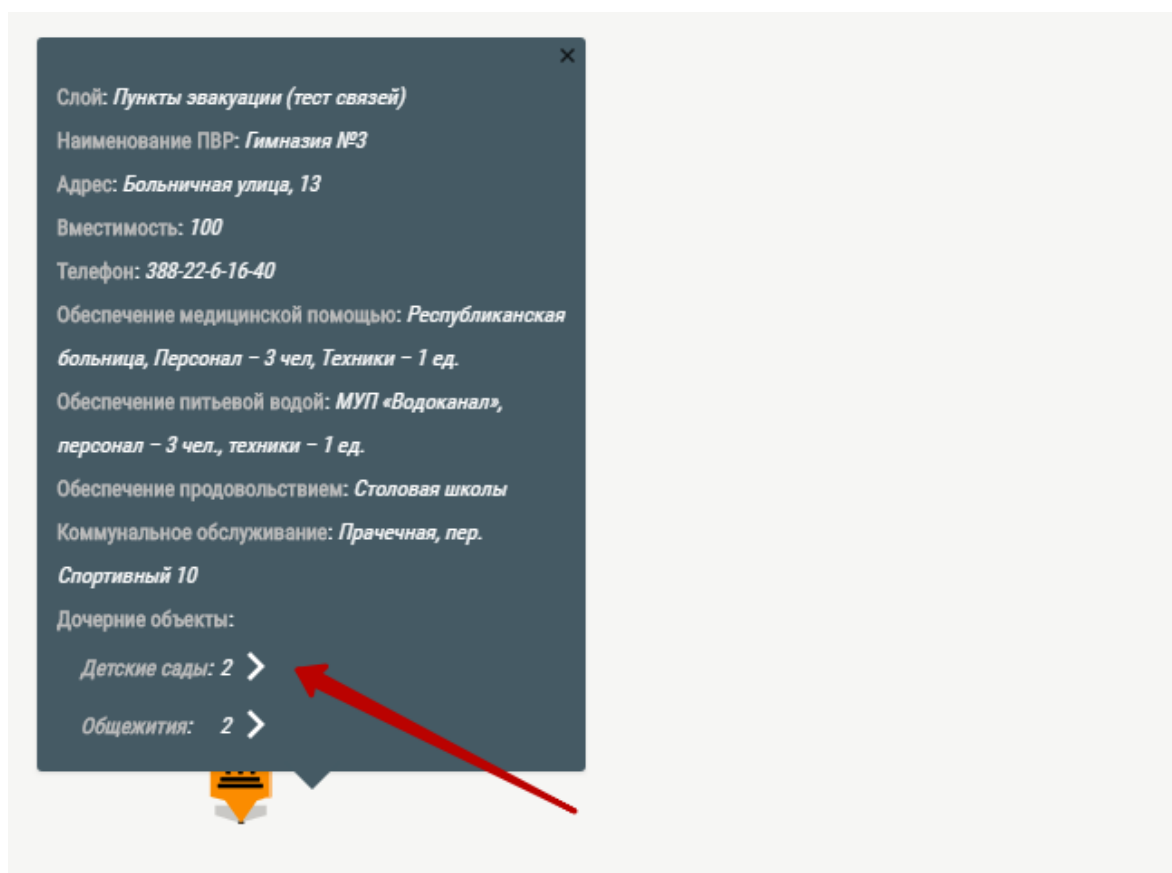 Слой: Пункты эвакуации (тест связей)
Наименование ПВР: Гимназия №3
Адрес: Больничная улица, 13
Вместимость: 100
Телефон: 388-22-6-16-40
Обеспечение медицинской помощью: Республиканская
больница, Персонал – 3 чел, Техники – 1 ед.
Обеспечение питьевой водой: МУП «Водоканал»,
персонал – 3 чел., техники – 1 ед.
Обеспечение продовольствием: Столовая школы
Коммунальное обслуживание: Прачечная, пер.
Спортивный 10
Дочерние объекты:
Детские сады: 2
Общежития: 2